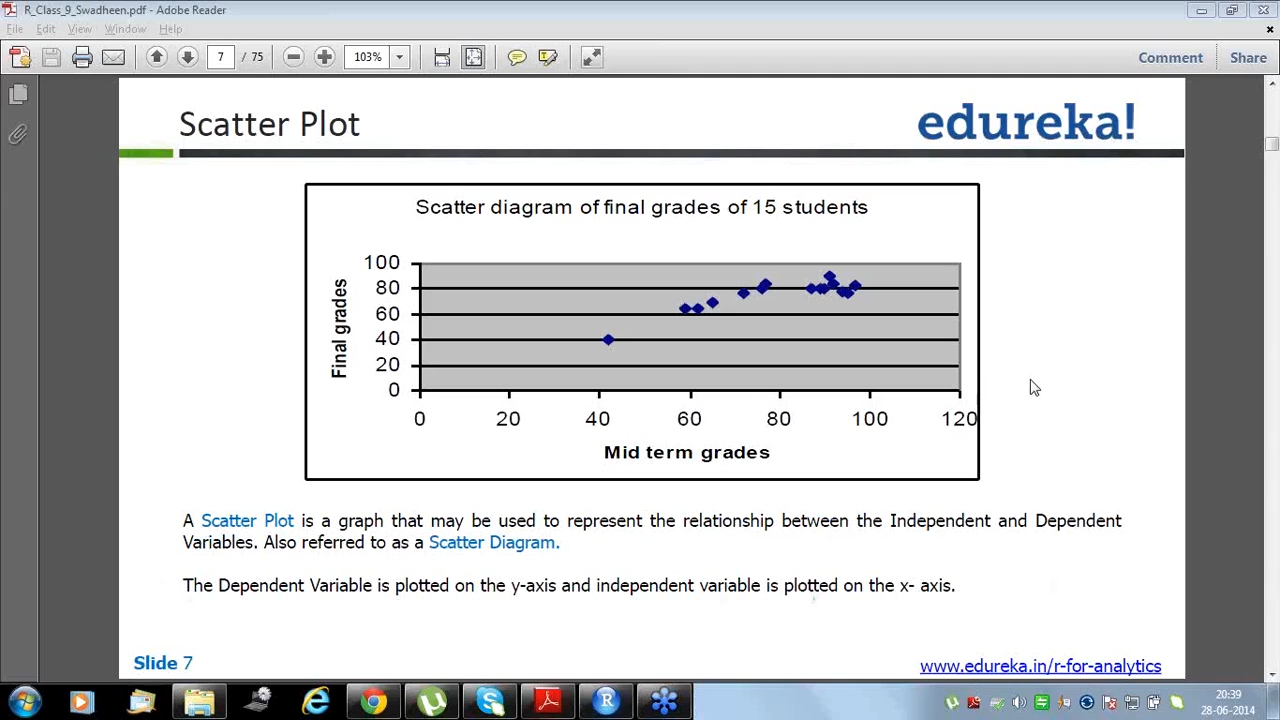 R_Class_9_Swadheen.pdf - Adobe Reader
File Edit View Window Help
7 / 75 103% Comment Share
Scatter Plot
edureka!
Scatter diagram of final grades of 15 students
Final grades
100
80
60
40
20
0
0 20 40 60 80 100 120
Mid term grades
A Scatter Plot is a graph that may be used to represent the relationship between the Independent and Dependent
Variables. Also referred to as a Scatter Diagram.
The Dependent Variable is plotted on the y-axis and independent variable is plotted on the x- axis.
Slide 7
www.edureka.in/r-for-analytics
20:39
28-06-2014